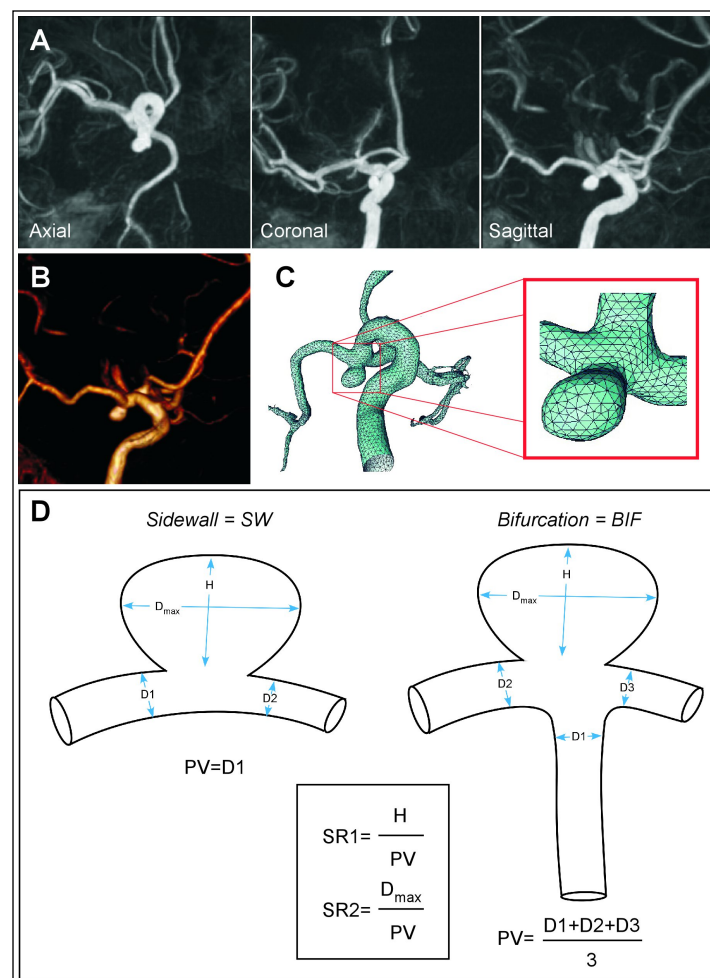 A
Axial
Coronal
Sagittal
B
C
D
Sidewall = SW
H
Dmax
D1
D2
PV=D1
Bifurcation = BIF
H
Dmax
D2
D3
D1
SR1= H
PV
SR2= Dmax
PV
PV= D1+D2+D3
3